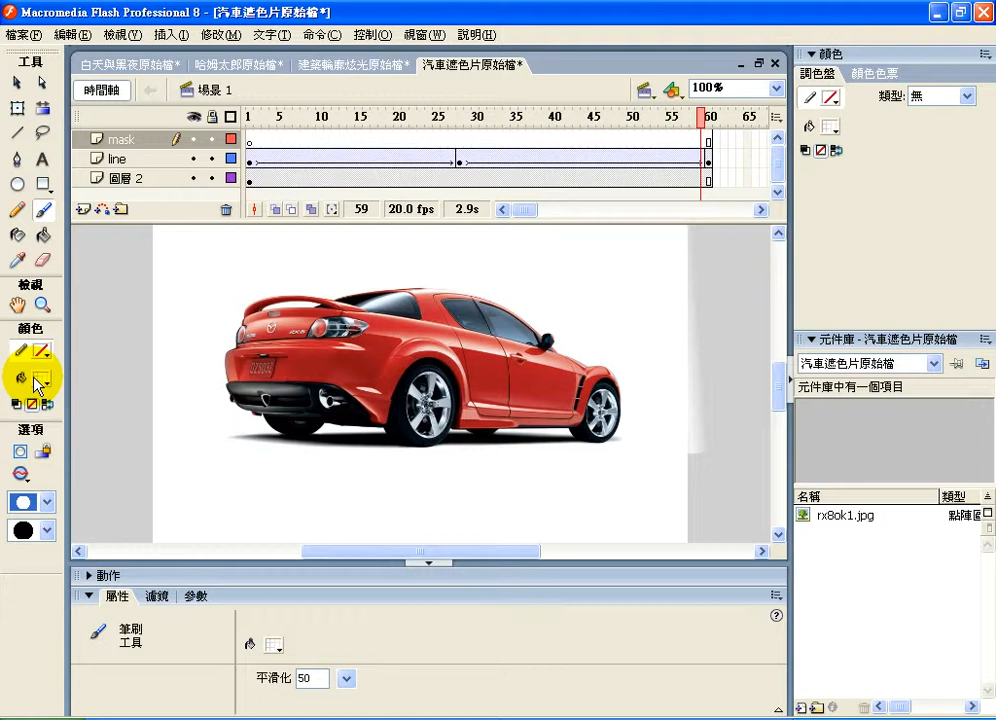 Macromedia Flash Professional 8 - [汽車遮色片原始檔*]
檔案(F) 編輯(E) 檢視(V) 插入(I) 修改(M) 文字(T) 命令(C) 控制(O) 視窗(W) 說明(H)
工具
白天與黑夜原始檔* 哈姆太郎原始檔* 建築輪廓炫光原始檔* 汽車遮色片原始檔*
時間軸 場景 1 100%
1 5 10 15 20 25 30 35 40 45 50 55 60 65
mask
line
圖層 2
59 20.0 fps 2.9s
檢視
顏色
選項
動作
屬性 濾鏡 參數
筆刷
工具
平滑化 50
顏色
調色盤 顏色色票
類型: 無
元件庫 - 汽車遮色片原始檔
汽車遮色片原始檔
元件庫中有一個項目
名稱 類型
rx8ok1.jpg 點陣圖